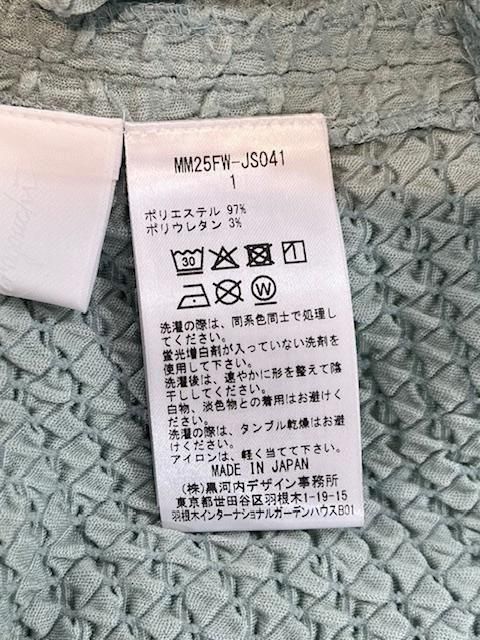 MM25FW-JS041
1
ポリエステル 97%
ポリウレタン 3%
30
W
洗濯の際は、同系色同士で処理し
てください。
蛍光増白剤が入っていない洗剤を
使用して下さい。
洗濯後は、速やかに形を整えて陰
干ししてください。
白物、淡色物との着用はお避けく
ださい。
洗濯の際は、タンブル乾燥はお避
けください。
アイロンは、軽く当てて下さい。
MADE IN JAPAN
(株)黒河内デザイン事務所
東京都世田谷区羽根木1-19-15
羽根木インターナショナルガーデンハウスB01